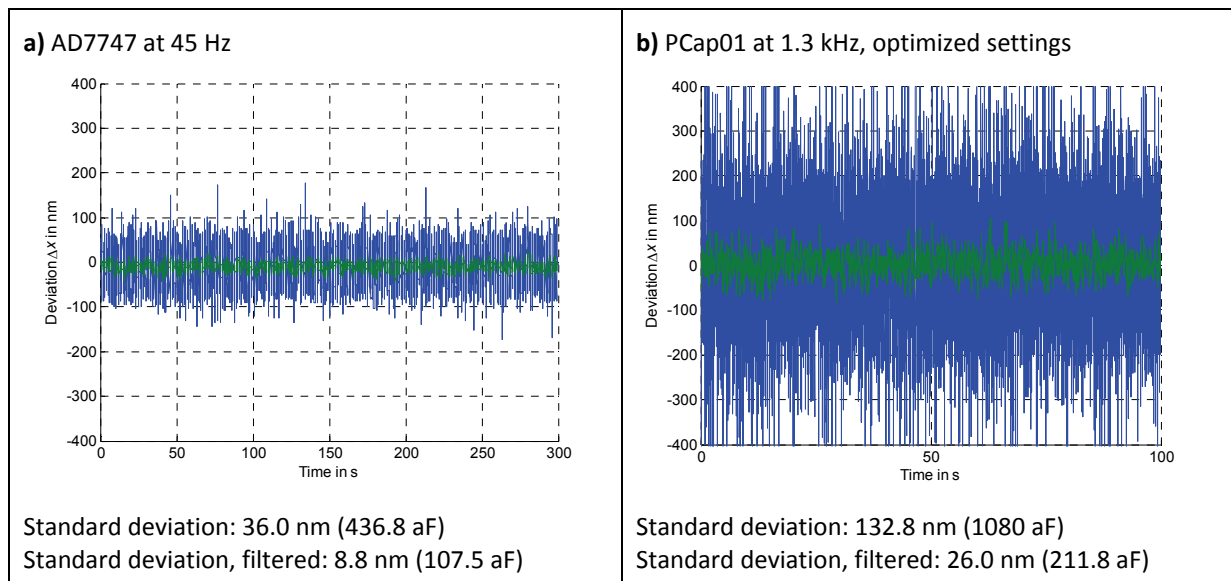 a) AD7747 at 45 Hz
400
300
200
100
0
-100
-200
-300
-400
Deviation Δx in nm
0 50 100 150 200 250 300
Time in s
Standard deviation: 36.0 nm (436.8 aF)
Standard deviation, filtered: 8.8 nm (107.5 aF)
b) PCap01 at 1.3 kHz, optimized settings
400
300
200
100
0
-100
-200
-300
-400
Deviation Δx in nm
0 50 100
Time in s
Standard deviation: 132.8 nm (1080 aF)
Standard deviation, filtered: 26.0 nm (211.8 aF)